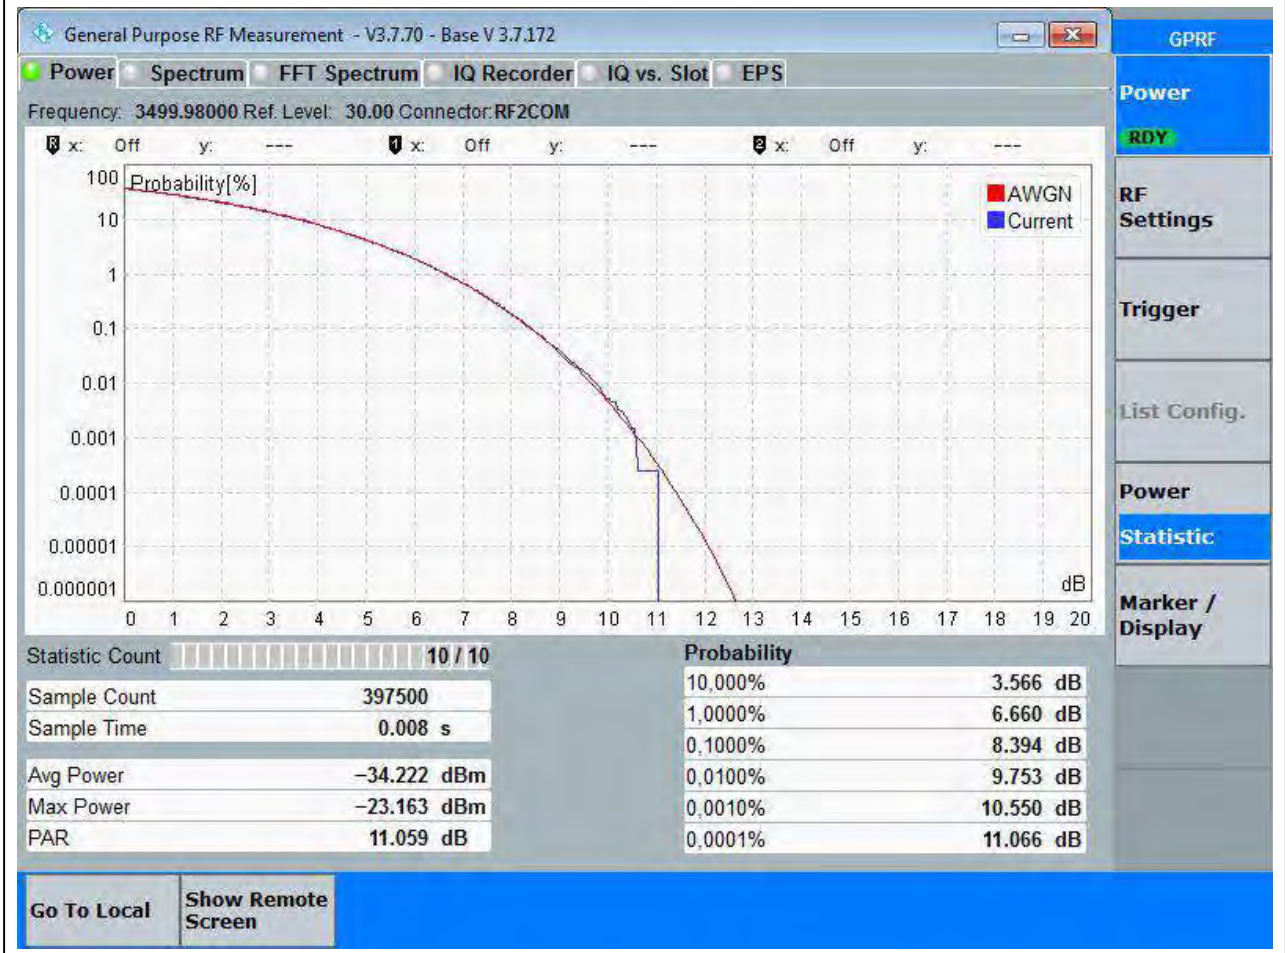 General Purpose RF Measurement - V3.7.70 - Base V 3.7.172
GPRF
Power Spectrum FFT Spectrum IQ Recorder IQ vs. Slot EPS
Frequency: 3499.98000 Ref. Level: 30.00 Connector:RF2COM
R x: Off y: --- 1 x: Off y: --- 2 x: Off y: ---
Probability[%]
AWGN
Current
100
10
1
0.1
0.01
0.001
0.0001
0.00001
0.000001
dB
0 1 2 3 4 5 6 7 8 9 10 11 12 13 14 15 16 17 18 19 20
Statistic Count 10 / 10
Sample Count 397500
Sample Time 0.008 s
Avg Power −34.222 dBm
Max Power −23.163 dBm
PAR 11.059 dB
Probability
10,000% 3.566 dB
1,0000% 6.660 dB
0,1000% 8.394 dB
0,0100% 9.753 dB
0,0010% 10.550 dB
0,0001% 11.066 dB
Power
RDY
RF
Settings
Trigger
List Config.
Power
Statistic
Marker /
Display
Go To Local
Show Remote
Screen